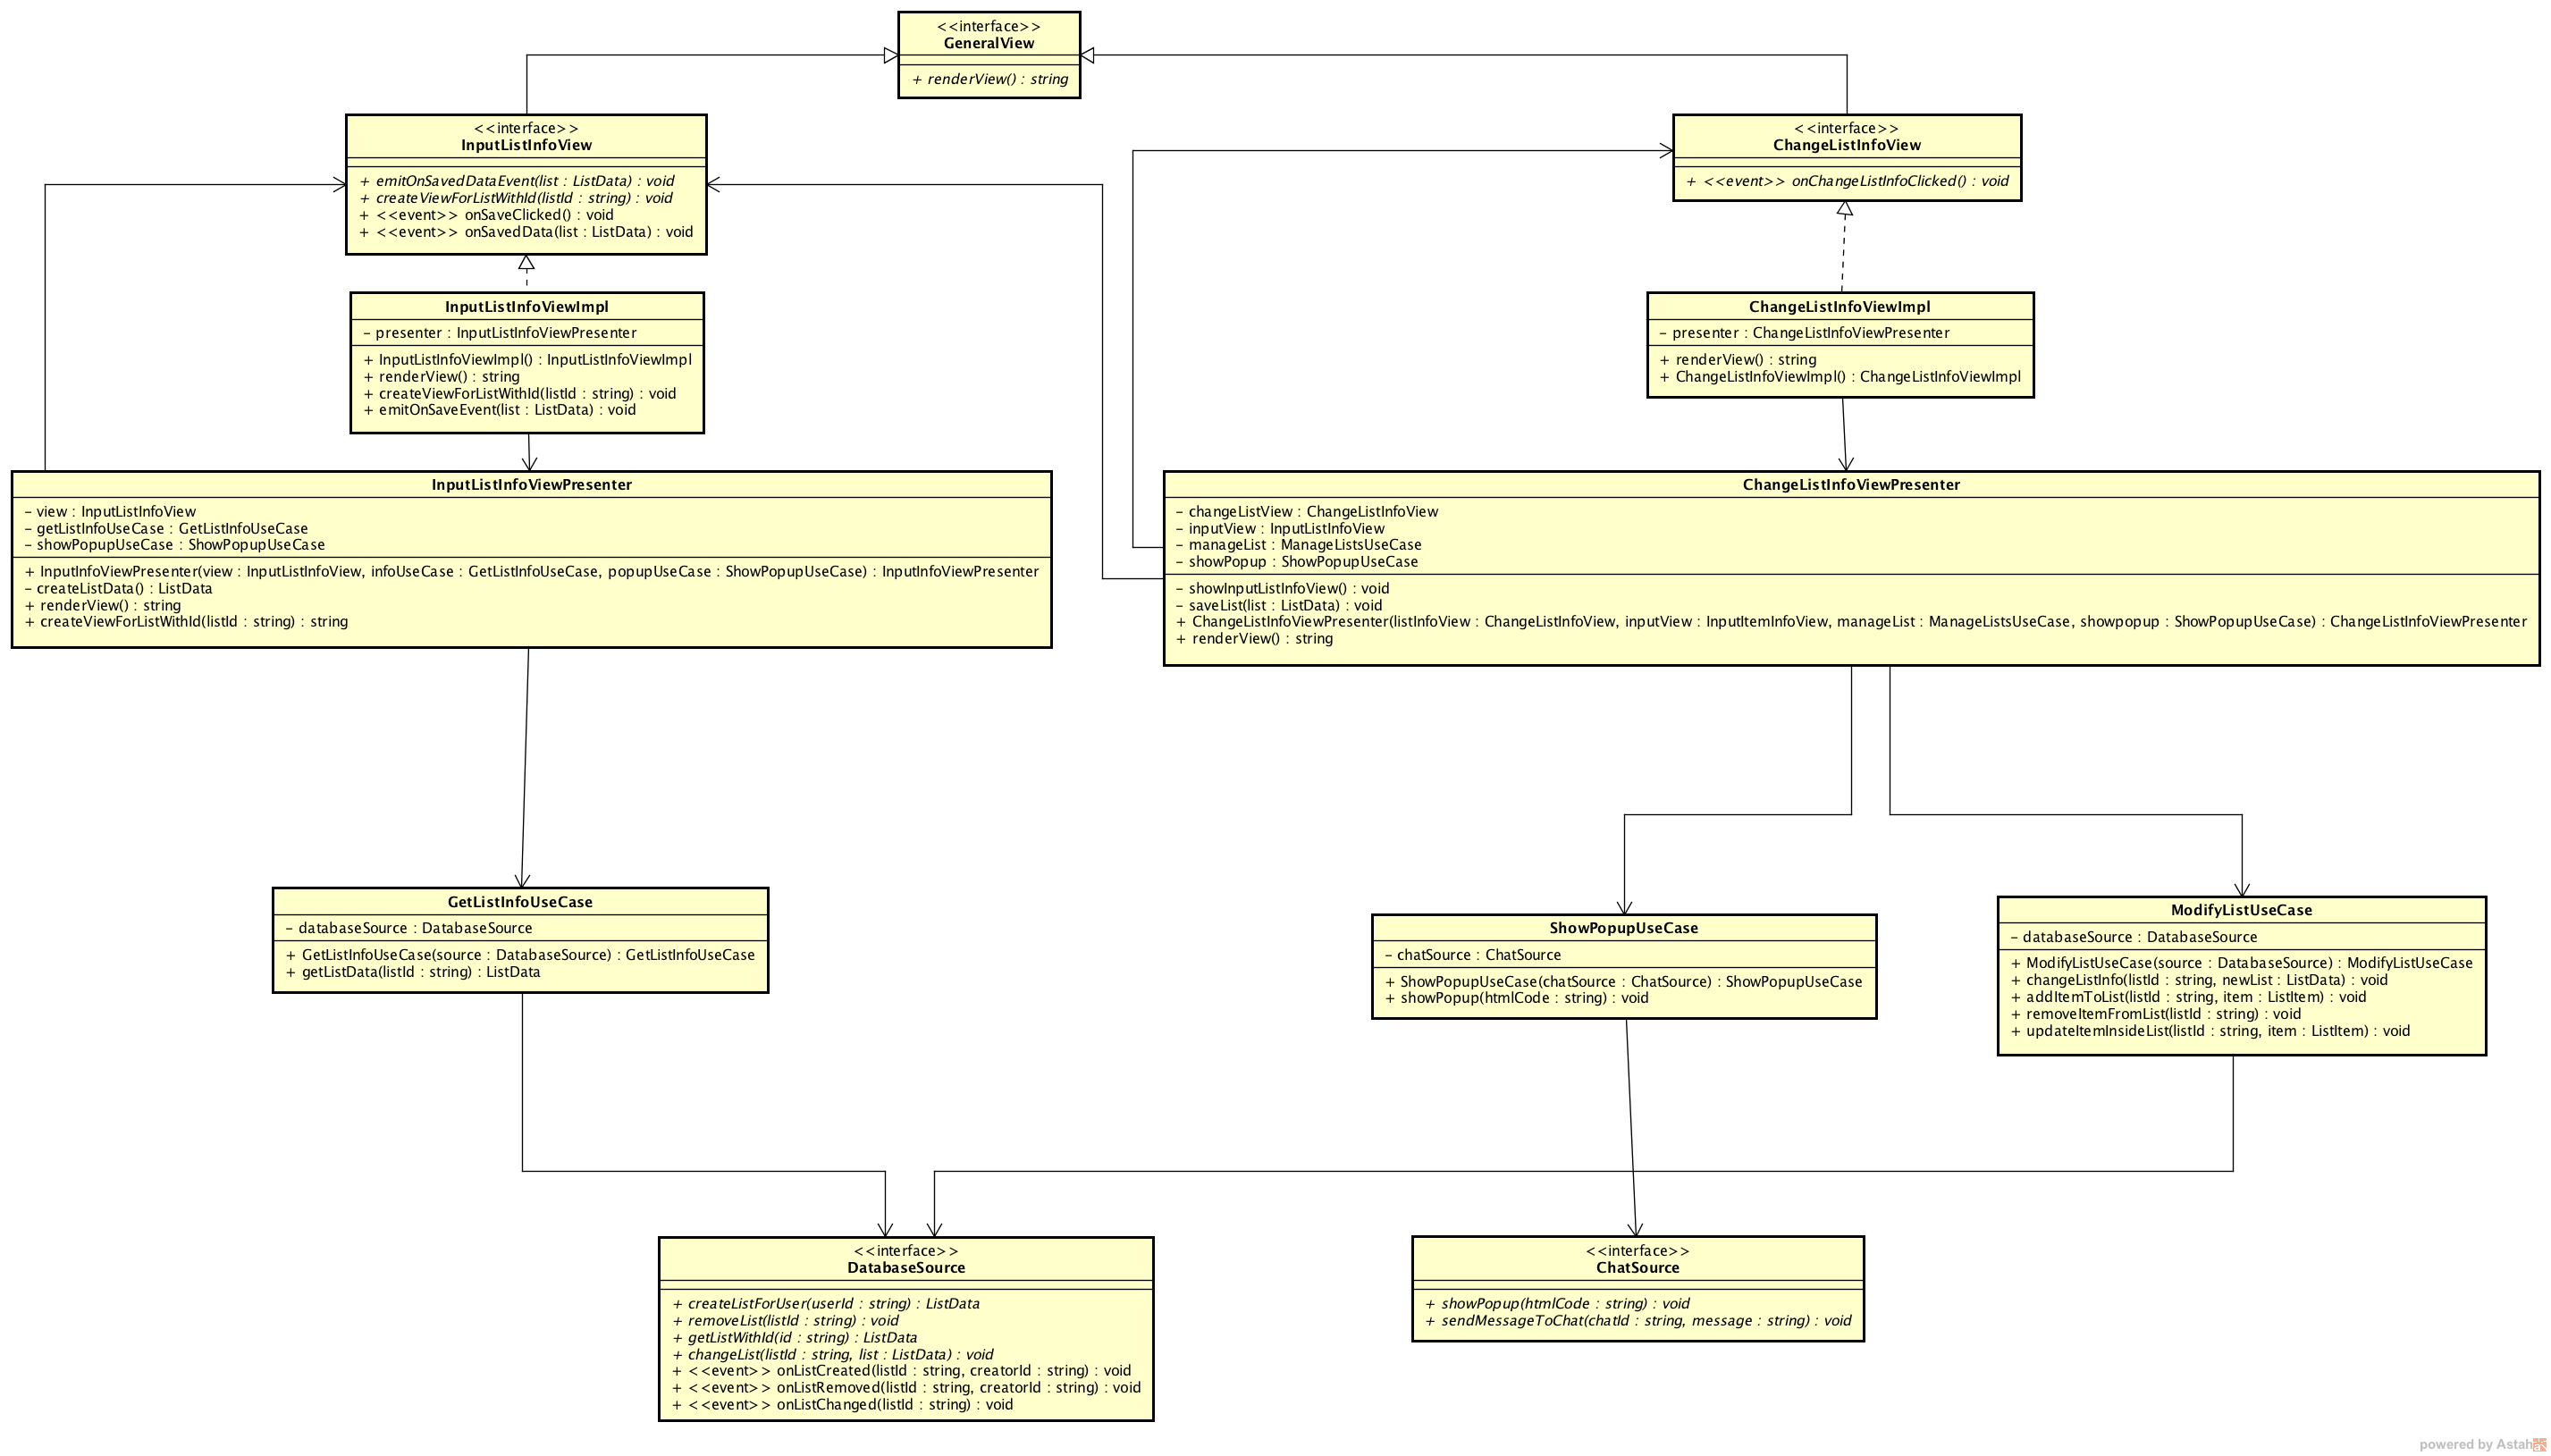 <<interface>>
GeneralView
+ renderView() : string
<<interface>>
InputListInfoView
+ emitOnSavedDataEvent(list : ListData) : void
+ createViewForListWithId(listId : string) : void
+ <<event>> onSaveClicked() : void
+ <<event>> onSavedData(list : ListData) : void
<<interface>>
ChangeListInfoView
+ <<event>> onChangeListInfoClicked() : void
InputListInfoViewImpl
- presenter : InputListInfoViewPresenter
+ InputListInfoViewImpl() : InputListInfoViewImpl
+ renderView() : string
+ createViewForListWithId(listId : string) : void
+ emitOnSaveEvent(list : ListData) : void
ChangeListInfoViewImpl
- presenter : ChangeListInfoViewPresenter
+ renderView() : string
+ ChangeListInfoViewImpl() : ChangeListInfoViewImpl
InputListInfoViewPresenter
- view : InputListInfoView
- getListInfoUseCase : GetListInfoUseCase
- showPopupUseCase : ShowPopupUseCase
+ InputInfoViewPresenter(view : InputListInfoView, infoUseCase : GetListInfoUseCase, popupUseCase : ShowPopupUseCase) : InputInfoViewPresenter
- createListData() : ListData
+ renderView() : string
+ createViewForListWithId(listId : string) : string
ChangeListInfoViewPresenter
- changeListView : ChangeListInfoView
- inputView : InputListInfoView
- manageList : ManageListsUseCase
- showPopup : ShowPopupUseCase
- showInputListInfoView() : void
- saveList(list : ListData) : void
+ ChangeListInfoViewPresenter(listInfoView : ChangeListInfoView, inputView : InputItemInfoView, manageList : ManageListsUseCase, showpopup : ShowPopupUseCase) : ChangeListInfoViewPresenter
+ renderView() : string
GetListInfoUseCase
- databaseSource : DatabaseSource
+ GetListInfoUseCase(source : DatabaseSource) : GetListInfoUseCase
+ getListData(listId : string) : ListData
ShowPopupUseCase
- chatSource : ChatSource
+ ShowPopupUseCase(chatSource : ChatSource) : ShowPopupUseCase
+ showPopup(htmlCode : string) : void
ModifyListUseCase
- databaseSource : DatabaseSource
+ ModifyListUseCase(source : DatabaseSource) : ModifyListUseCase
+ changeListInfo(listId : string, newList : ListData) : void
+ addItemToList(listId : string, item : ListItem) : void
+ removeItemFromList(listId : string) : void
+ updateItemInsideList(listId : string, item : ListItem) : void
<<interface>>
DatabaseSource
+ createListForUser(userId : string) : ListData
+ removeList(listId : string) : void
+ getListWithId(id : string) : ListData
+ changeList(listId : string, list : ListData) : void
+ <<event>> onListCreated(listId : string, creatorId : string) : void
+ <<event>> onListRemoved(listId : string, creatorId : string) : void
+ <<event>> onListChanged(listId : string) : void
<<interface>>
ChatSource
+ showPopup(htmlCode : string) : void
+ sendMessageToChat(chatId : string, message : string) : void
powered by Astah